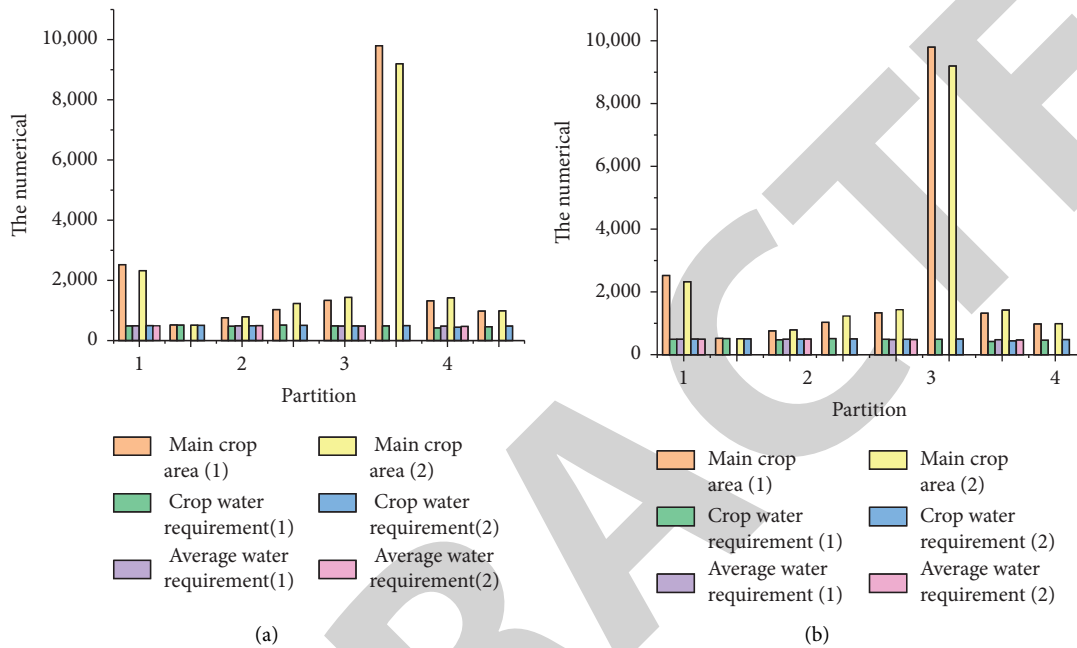 10,000
8,000
6,000
4,000
2,000
0
The numerical
1 2 3 4
Partition
Main crop area (1)
Main crop area (2)
Crop water requirement(1)
Crop water requirement(2)
Average water requirement(1)
Average water requirement(2)
(a)
10,000
8,000
6,000
4,000
2,000
0
The numerical
1 2 3 4
Partition
Main crop area (1)
Main crop area (2)
Crop water requirement (1)
Crop water requirement (2)
Average water requirement (1)
Average water requirement (2)
(b)
RACTE